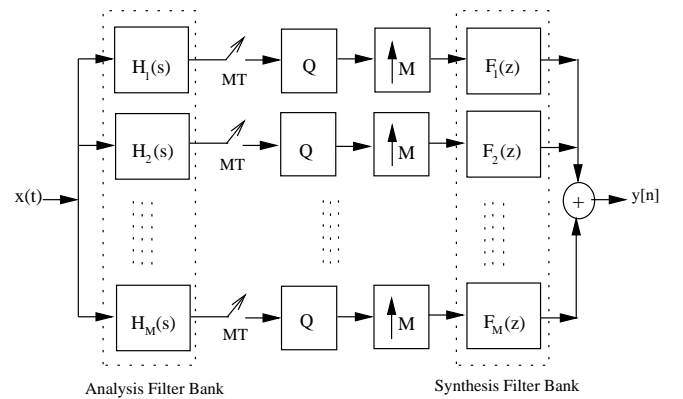 H1(s) MT Q M F1(z)
H2(s) MT Q M F2(z)
x(t) + y[n]
HM(s) MT Q M FM(z)
Analysis Filter Bank Synthesis Filter Bank